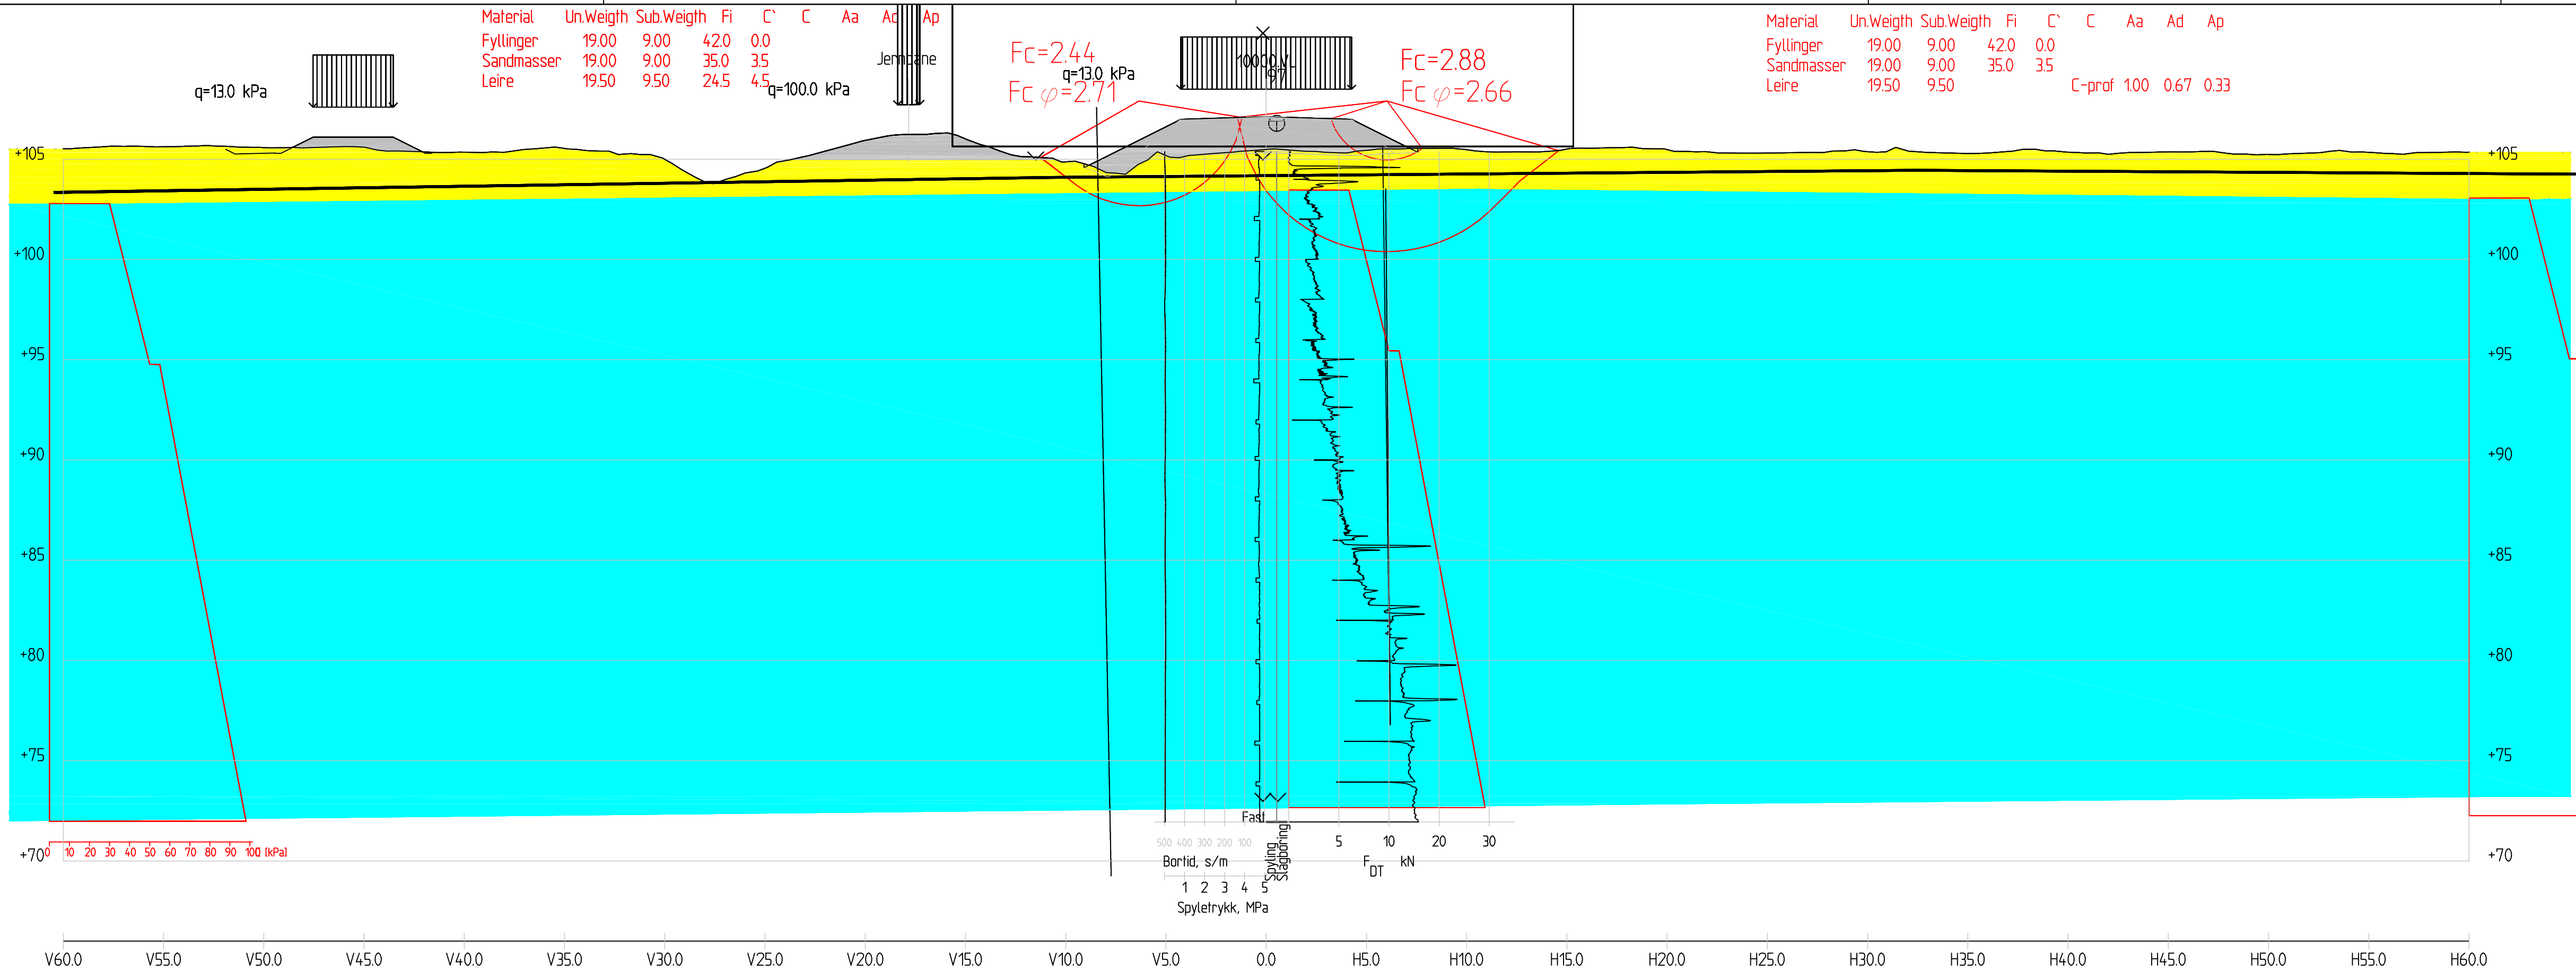 Material Un.Weigth Sub.Weigth Fi C` C Aa Ad Ap
Fyllinger 19.00 9.00 42.0 0.0
Sandmasser 19.00 9.00 35.0 3.5
Leire 19.50 9.50 24.5 4.5
Material Un.Weigth Sub.Weigth Fi C` C Aa Ad Ap
Fyllinger 19.00 9.00 42.0 0.0
Sandmasser 19.00 9.00 35.0 3.5
Leire 19.50 9.50 C-prof 1.00 0.67 0.33
q=13.0 kPa
q=100.0 kPa
Fc=2.44
Fc φ=2.71
q=13.0 kPa
Fc=2.88
Fc φ=2.66
+105 +105
+100 +100
+95 +95
+90 +90
+85 +85
+80 +80
+75 +75
+70 +70
0 10 20 30 40 50 60 70 80 90 100 [kPa]
Fast
Spyling
Slagboring
500 400 300 200 100
Bortid, s/m
5 10 20 30
F DT kN
1 2 3 4 5
Spyletrykk, MPa
V60.0 V55.0 V50.0 V45.0 V40.0 V35.0 V30.0 V25.0 V20.0 V15.0 V10.0 V5.0 0.0 H5.0 H10.0 H15.0 H20.0 H25.0 H30.0 H35.0 H40.0 H45.0 H50.0 H55.0 H60.0